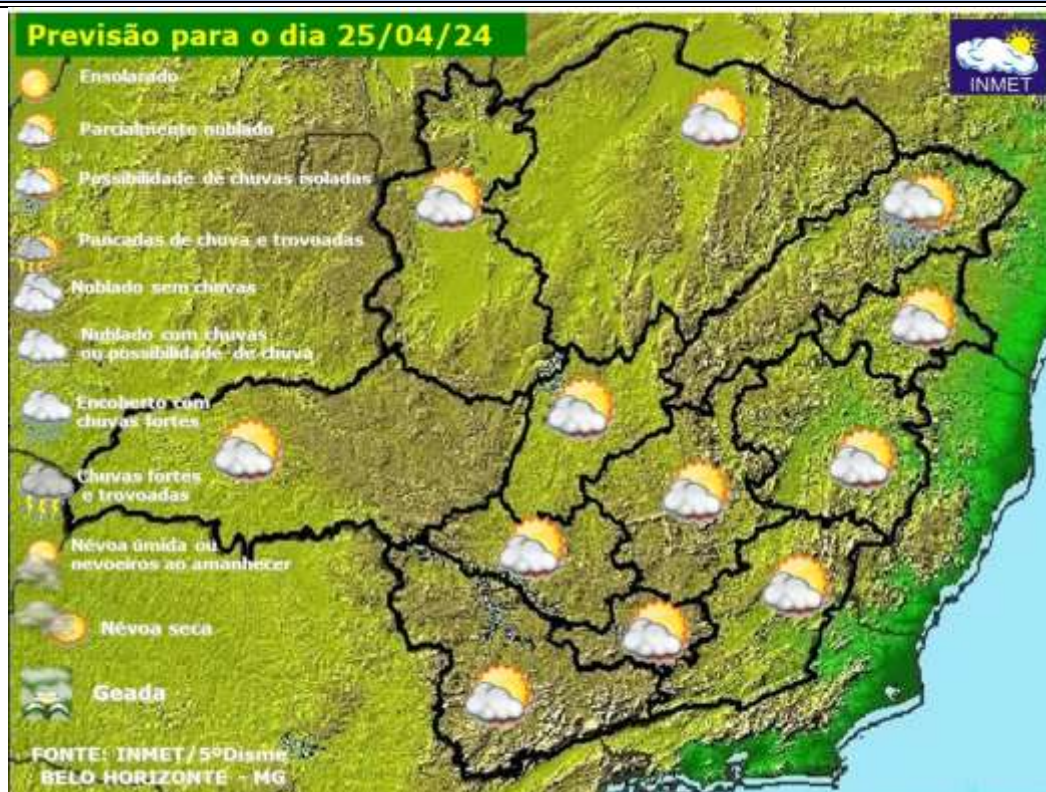 Previsão para o dia 25/04/24
INMET
Ensolarado
Parcialmente nublado
Possibilidade de chuvas isoladas
Pancadas de chuva e trovoadas
Noblado sem chuvas
Nublado com chuvas
ou possibilidade de chuva
Encoberto com
chuvas fortes
Chuvas fortes
e trovoadas
Névoa úmida ou
nevoeiros ao amanhecer
Névoa seca
Geada
FONTE: INMET/5ºDisme
BELO HORIZONTE - MG